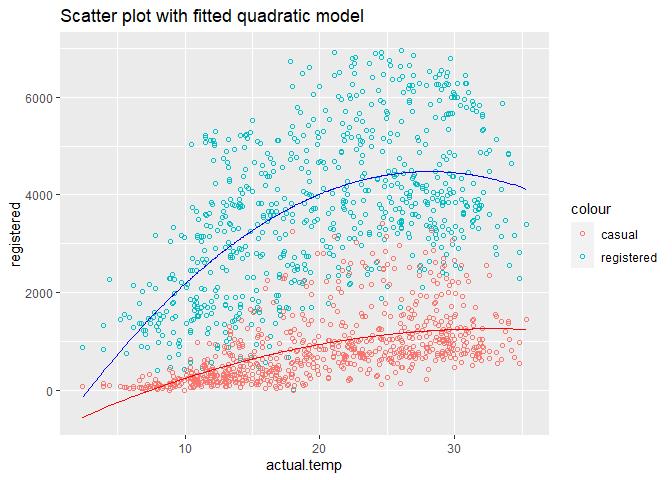 Scatter plot with fitted quadratic model
registered
6000
4000
2000
0
10 20 30
actual.temp
colour
casual
registered